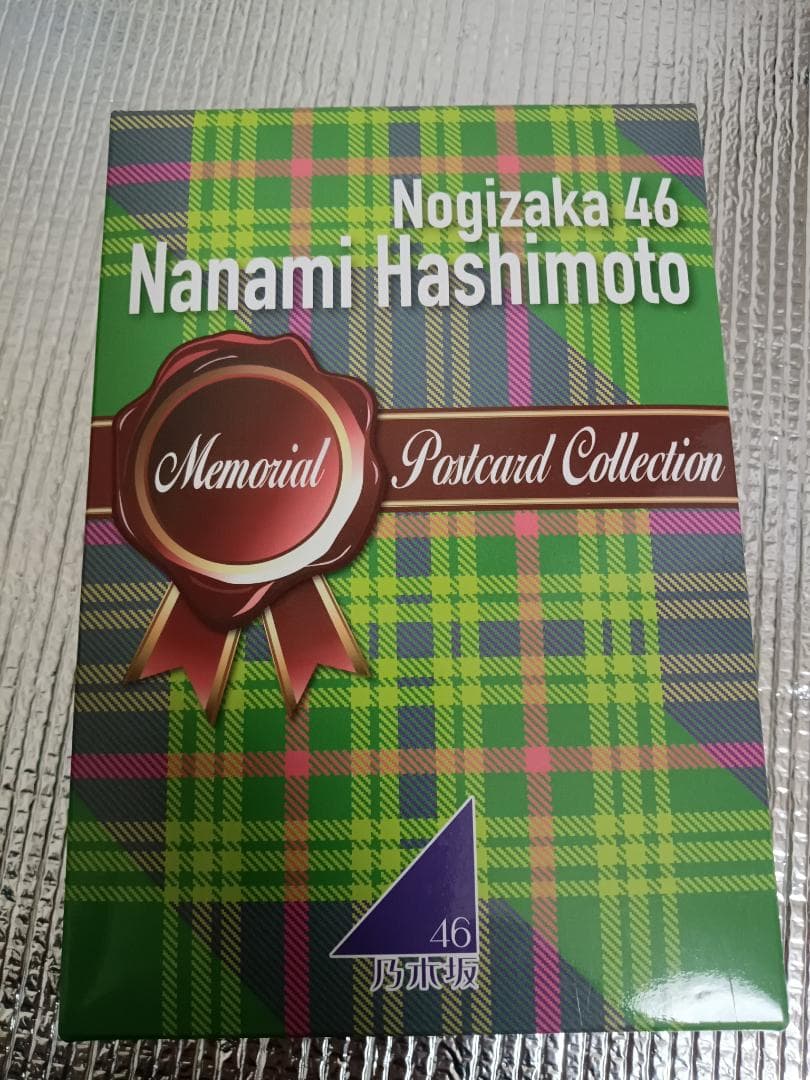 Nogizaka 46
Nanami Hashimoto
Memorial Postcard Collection
46
乃木坂